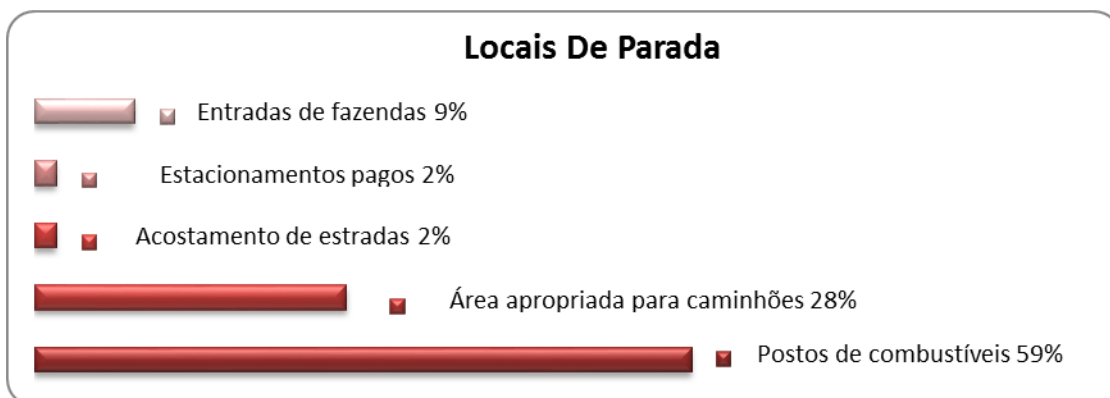 Locais De Parada
Entradas de fazendas 9%
Estacionamentos pagos 2%
Acostamento de estradas 2%
Área apropriada para caminhões 28%
Postos de combustíveis 59%